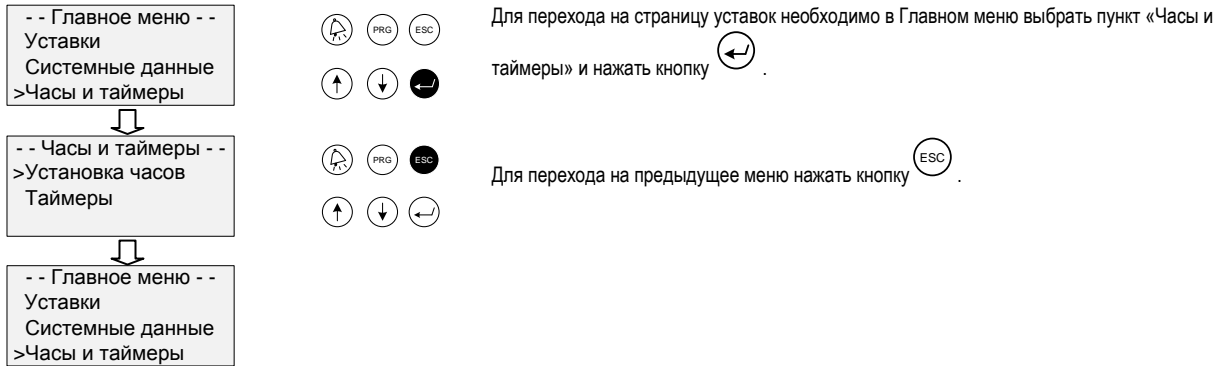 - - Главное меню - -
Уставки
Системные данные
>Часы и таймеры
PRG ESC
Для перехода на страницу уставок необходимо в Главном меню выбрать пункт «Часы и
таймеры» и нажать кнопку .
- - Часы и таймеры - -
>Установка часов
Таймеры
PRG ESC
Для перехода на предыдущее меню нажать кнопку ESC .
- - Главное меню - -
Уставки
Системные данные
>Часы и таймеры